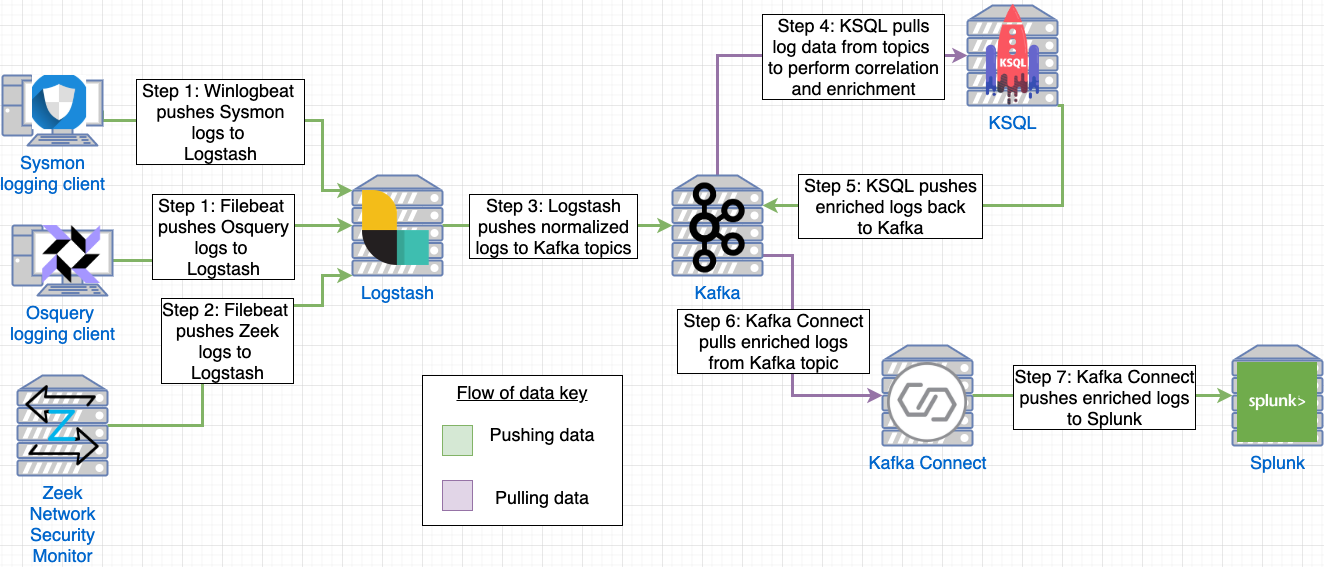 Step 1: Winlogbeat
pushes Sysmon
logs to
Logstash
Sysmon
logging client
Step 1: Filebeat
pushes Osquery
logs to
Logstash
Osquery
logging client
Step 2: Filebeat
pushes Zeek
logs to
Logstash
Z
Zeek
Network
Security
Monitor
Logstash
Step 3: Logstash
pushes normalized
logs to Kafka topics
Kafka
Step 4: KSQL pulls
log data from topics
to perform correlation
and enrichment
KSQL
KSQL
Step 5: KSQL pushes
enriched logs back
to Kafka
Step 6: Kafka Connect
pulls enriched logs
from Kafka topic
Kafka Connect
Step 7: Kafka Connect
pushes enriched logs
to Splunk
splunk>
Splunk
Flow of data key
Pushing data
Pulling data